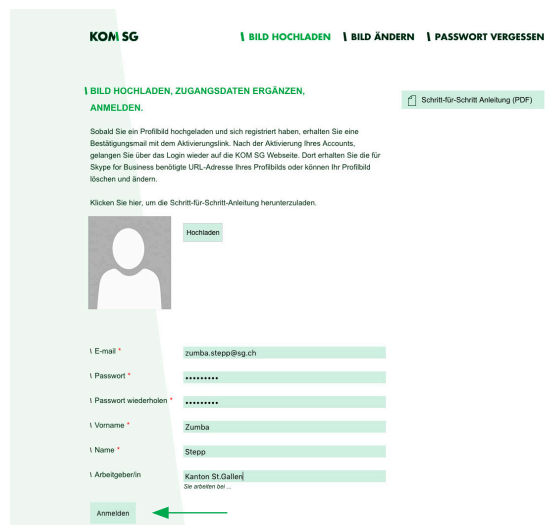 KOM SG
\ BILD HOCHLADEN \ BILD ÄNDERN \ PASSWORT VERGESSEN
\ BILD HOCHLADEN, ZUGANGSDATEN ERGÄNZEN,
ANMELDEN.
Schritt-für-Schritt Anleitung (PDF)
Sobald Sie ein Profilbild hochgeladen und sich registriert haben, erhalten Sie eine
Bestätigungsmail mit dem Aktivierungslink. Nach der Aktivierung Ihres Accounts,
gelangen Sie über das Login wieder auf die KOM SG Webseite. Dort erhalten Sie die für
Skype for Business benötigte URL-Adresse Ihres Profilbilds oder können Ihr Profilbild
löschen und ändern.
Klicken Sie hier, um die Schritt-für-Schritt-Anleitung herunterzuladen.
Hochladen
\ E-mail * zumba.stepp@sg.ch
\ Passwort * •••••••••
\ Passwort wiederholen * •••••••••
\ Vorname * Zumba
\ Name * Stepp
\ Arbeitgeber/in Kanton St.Gallen
Sie arbeiten bei ...
Anmelden